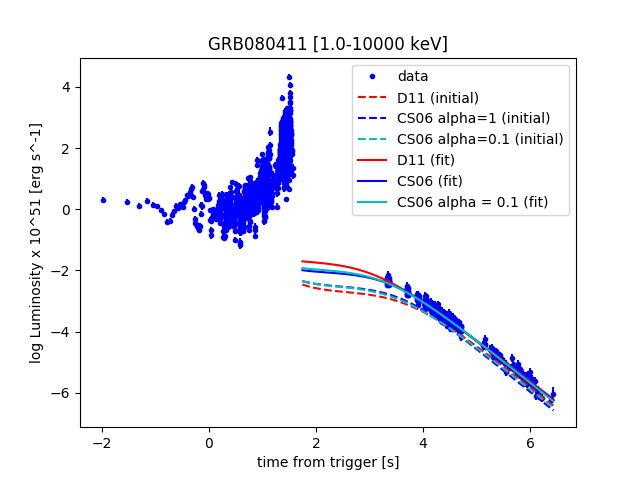 GRB080411 [1.0-10000 keV]
data
D11 (initial)
CS06 alpha=1 (initial)
CS06 alpha=0.1 (initial)
D11 (fit)
CS06 (fit)
CS06 alpha = 0.1 (fit)
log Luminosity x 10^51 [erg s^-1]
4
2
0
−2
−4
−6
−2
0
2
4
6
time from trigger [s]